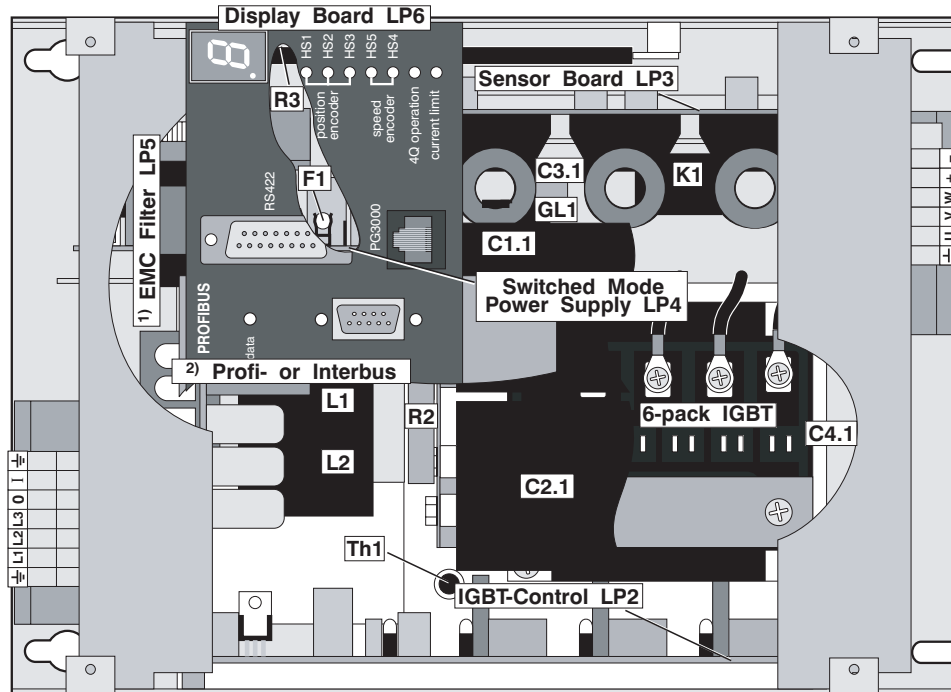 Display Board LP6
8.
HS1
HS2
HS3
HS5
HS4
position
encoder
speed
encoder
4Q operation
current limit
R3
F1
RS422
PG3000
Sensor Board LP3
C3.1
GL1
K1
C1.1
1) EMC Filter LP5
Switched Mode
Power Supply LP4
PROFIBUS
data
2) Profi- or Interbus
L1
L2
R2
6-pack IGBT
C4.1
C2.1
Th1
IGBT-Control LP2
I
0
L3
L2
L1
+
W
V
U